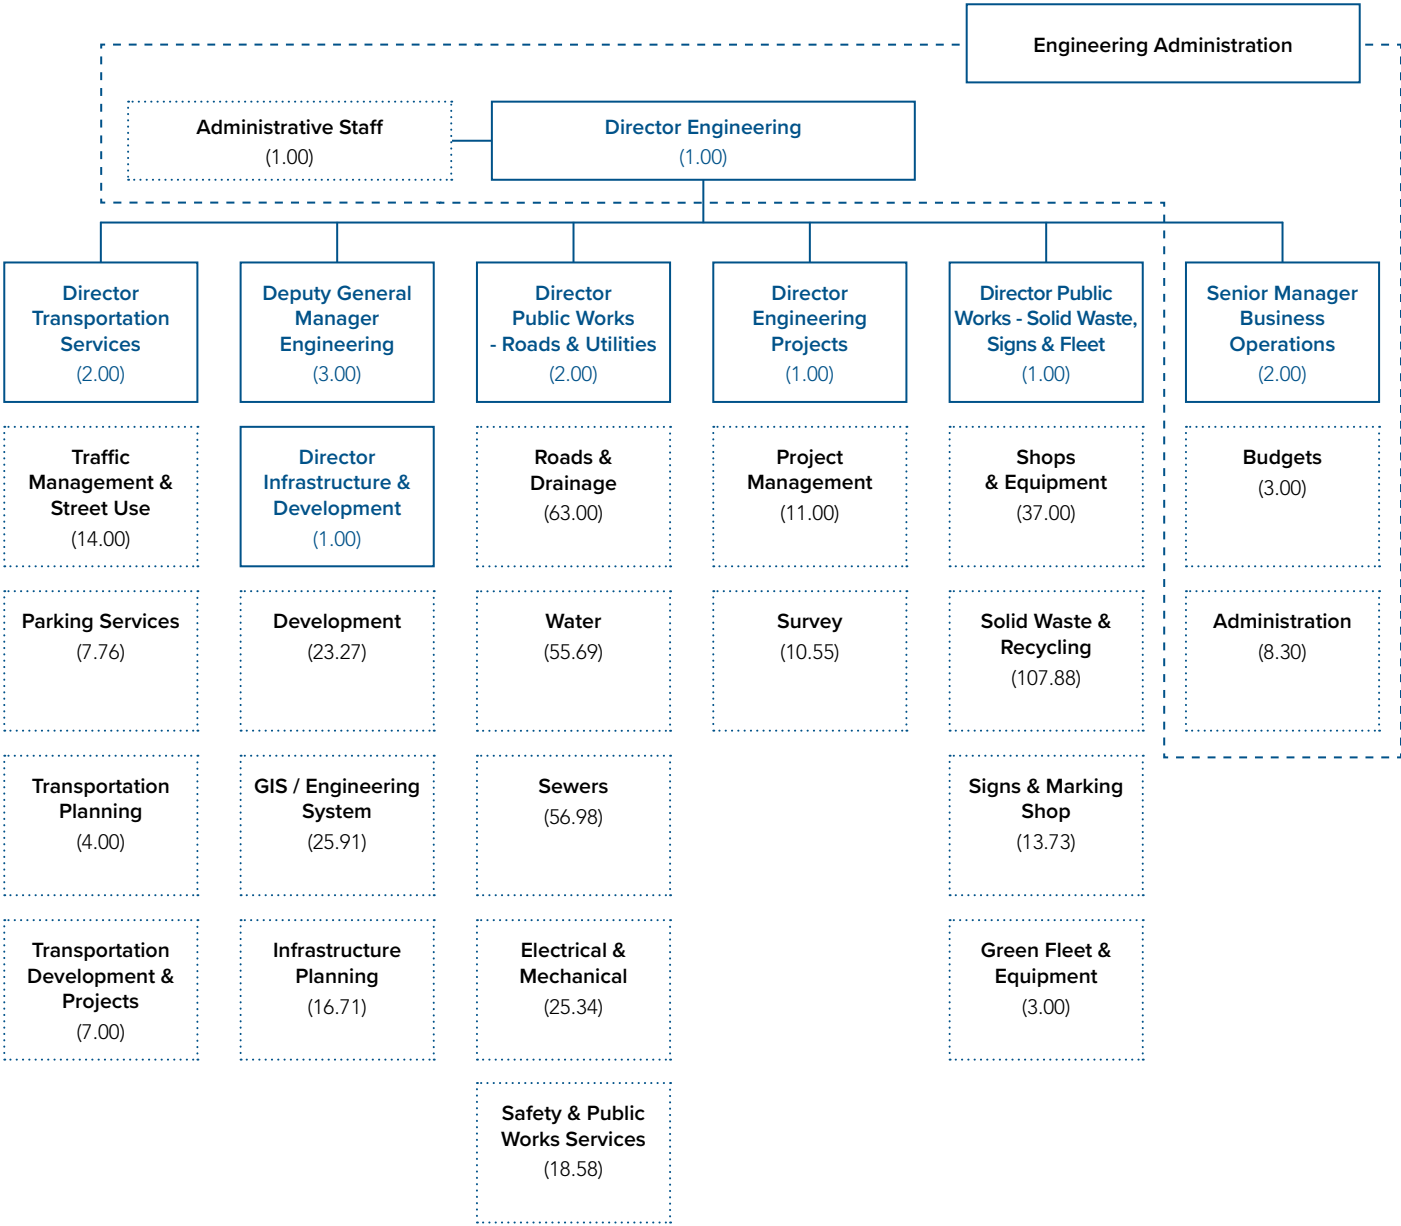 Engineering Administration
Administrative Staff
(1.00)
Director Engineering
(1.00)
Director
Transportation
Services
(2.00)
Deputy General
Manager
Engineering
(3.00)
Director
Public Works
- Roads & Utilities
(2.00)
Director
Engineering
Projects
(1.00)
Director Public
Works - Solid Waste,
Signs & Fleet
(1.00)
Senior Manager
Business
Operations
(2.00)
Traffic
Management &
Street Use
(14.00)
Director
Infrastructure &
Development
(1.00)
Roads &
Drainage
(63.00)
Project
Management
(11.00)
Shops
& Equipment
(37.00)
Budgets
(3.00)
Parking Services
(7.76)
Development
(23.27)
Water
(55.69)
Survey
(10.55)
Solid Waste &
Recycling
(107.88)
Administration
(8.30)
Transportation
Planning
(4.00)
GIS / Engineering
System
(25.91)
Sewers
(56.98)
Signs & Marking
Shop
(13.73)
Transportation
Development &
Projects
(7.00)
Infrastructure
Planning
(16.71)
Electrical &
Mechanical
(25.34)
Green Fleet &
Equipment
(3.00)
Safety & Public
Works Services
(18.58)